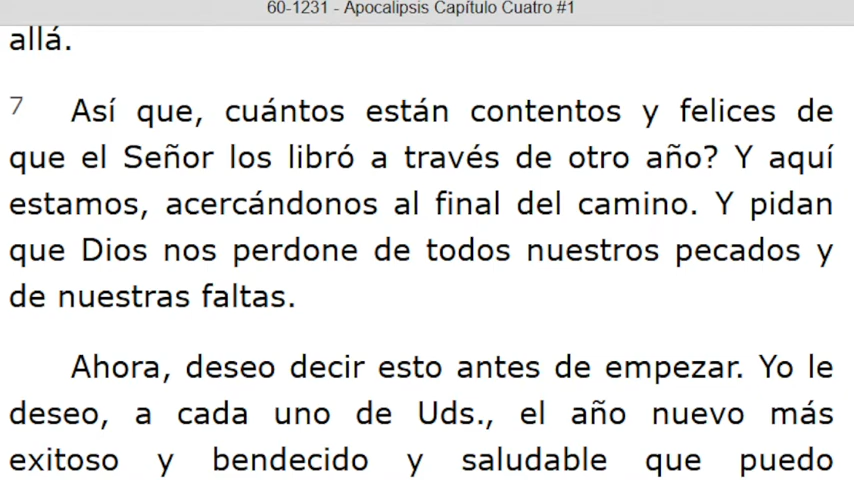 60-1231 - Apocalipsis Capítulo Cuatro #1
allá.
7 Así que, cuántos están contentos y felices de
que el Señor los libró a través de otro año? Y aquí
estamos, acercándonos al final del camino. Y pidan
que Dios nos perdone de todos nuestros pecados y
de nuestras faltas.
Ahora, deseo decir esto antes de empezar. Yo le
deseo, a cada uno de Uds., el año nuevo más
exitoso y bendecido y saludable que puedo